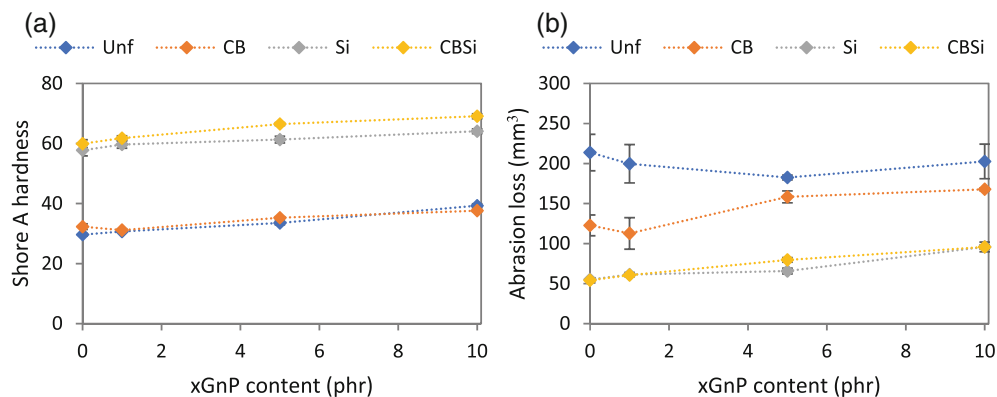 (a)
Unf CB Si CBSi
80
60
40
20
0
0 2 4 6 8 10
Shore A hardness
xGnP content (phr)
(b)
Unf CB Si CBSi
300
250
200
150
100
50
0
0 2 4 6 8 10
Abrasion loss (mm³)
xGnP content (phr)